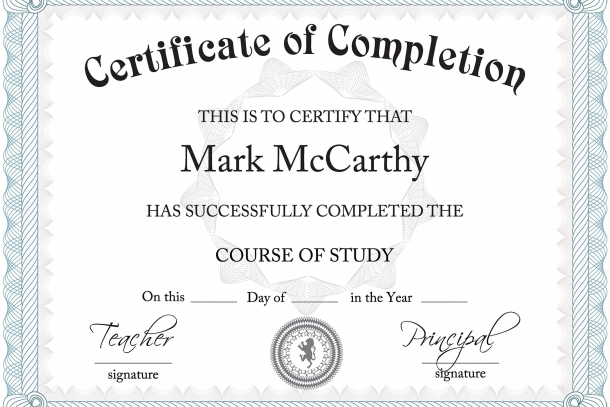 Certificate of Completion
THIS IS TO CERTIFY THAT
Mark McCarthy
HAS SUCCESSFULLY COMPLETED THE
COURSE OF STUDY
On this ______ Day of ______ in the Year ______
Teacher Principal
signature signature